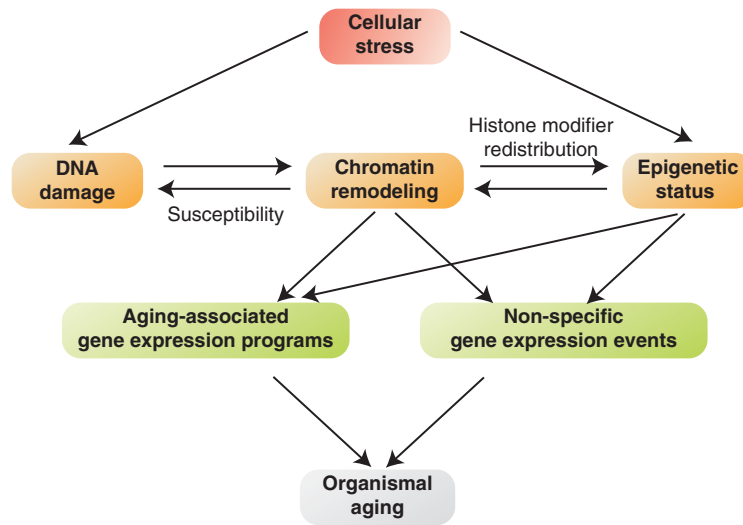 Cellular
stress
Histone modifier
redistribution
DNA
damage
Chromatin
remodeling
Epigenetic
status
Susceptibility
Aging-associated
gene expression programs
Non-specific
gene expression events
Organismal
aging